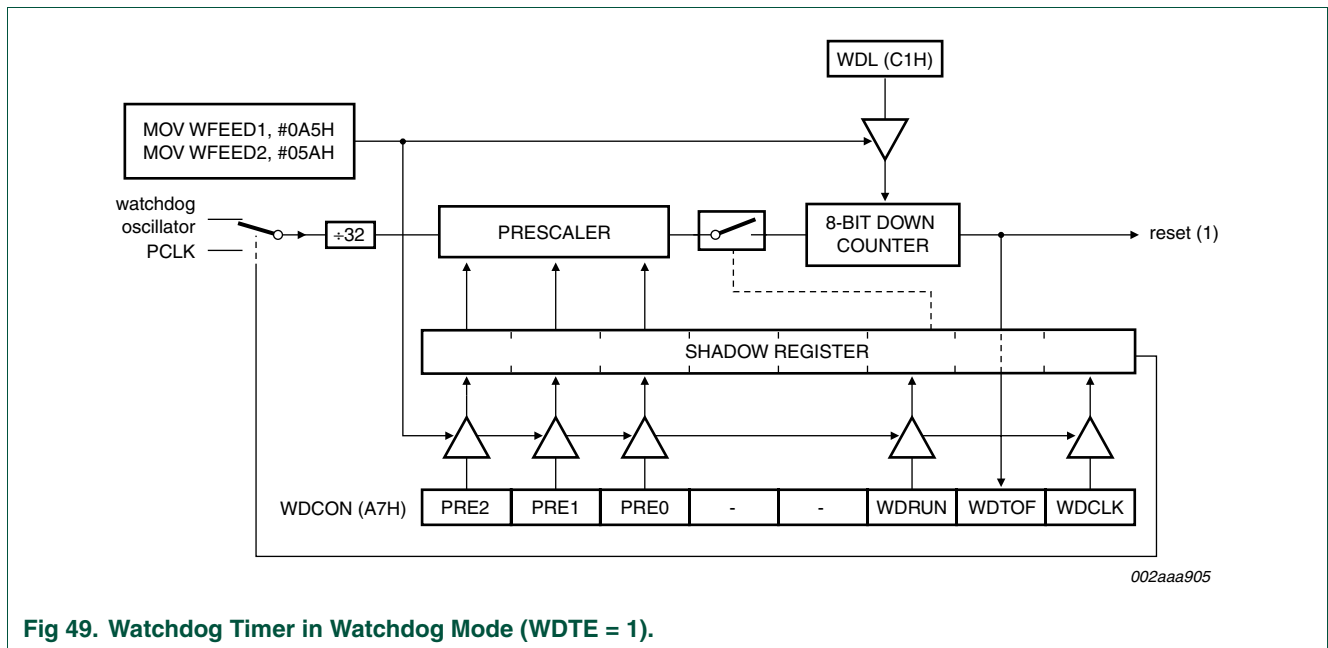 WDL (C1H)
MOV WFEED1, #0A5H
MOV WFEED2, #05AH
watchdog
oscillator
PCLK
÷32
PRESCALER
8-BIT DOWN
COUNTER
reset (1)
SHADOW REGISTER
WDCON (A7H)
PRE2
PRE1
PRE0
-
-
WDRUN
WDTOF
WDCLK
002aaa905
Fig 49. Watchdog Timer in Watchdog Mode (WDTE = 1).